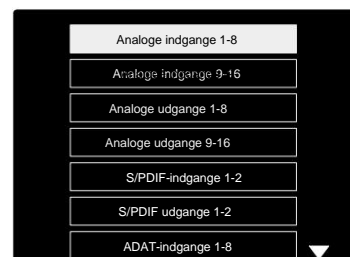 Analoge indgange 1-8
Analoge indgange 9-16
Analoge udgange 1-8
Analoge udgange 9-16
S/PDIF-indgange 1-2
S/PDIF udgange 1-2
ADAT-indgange 1-8